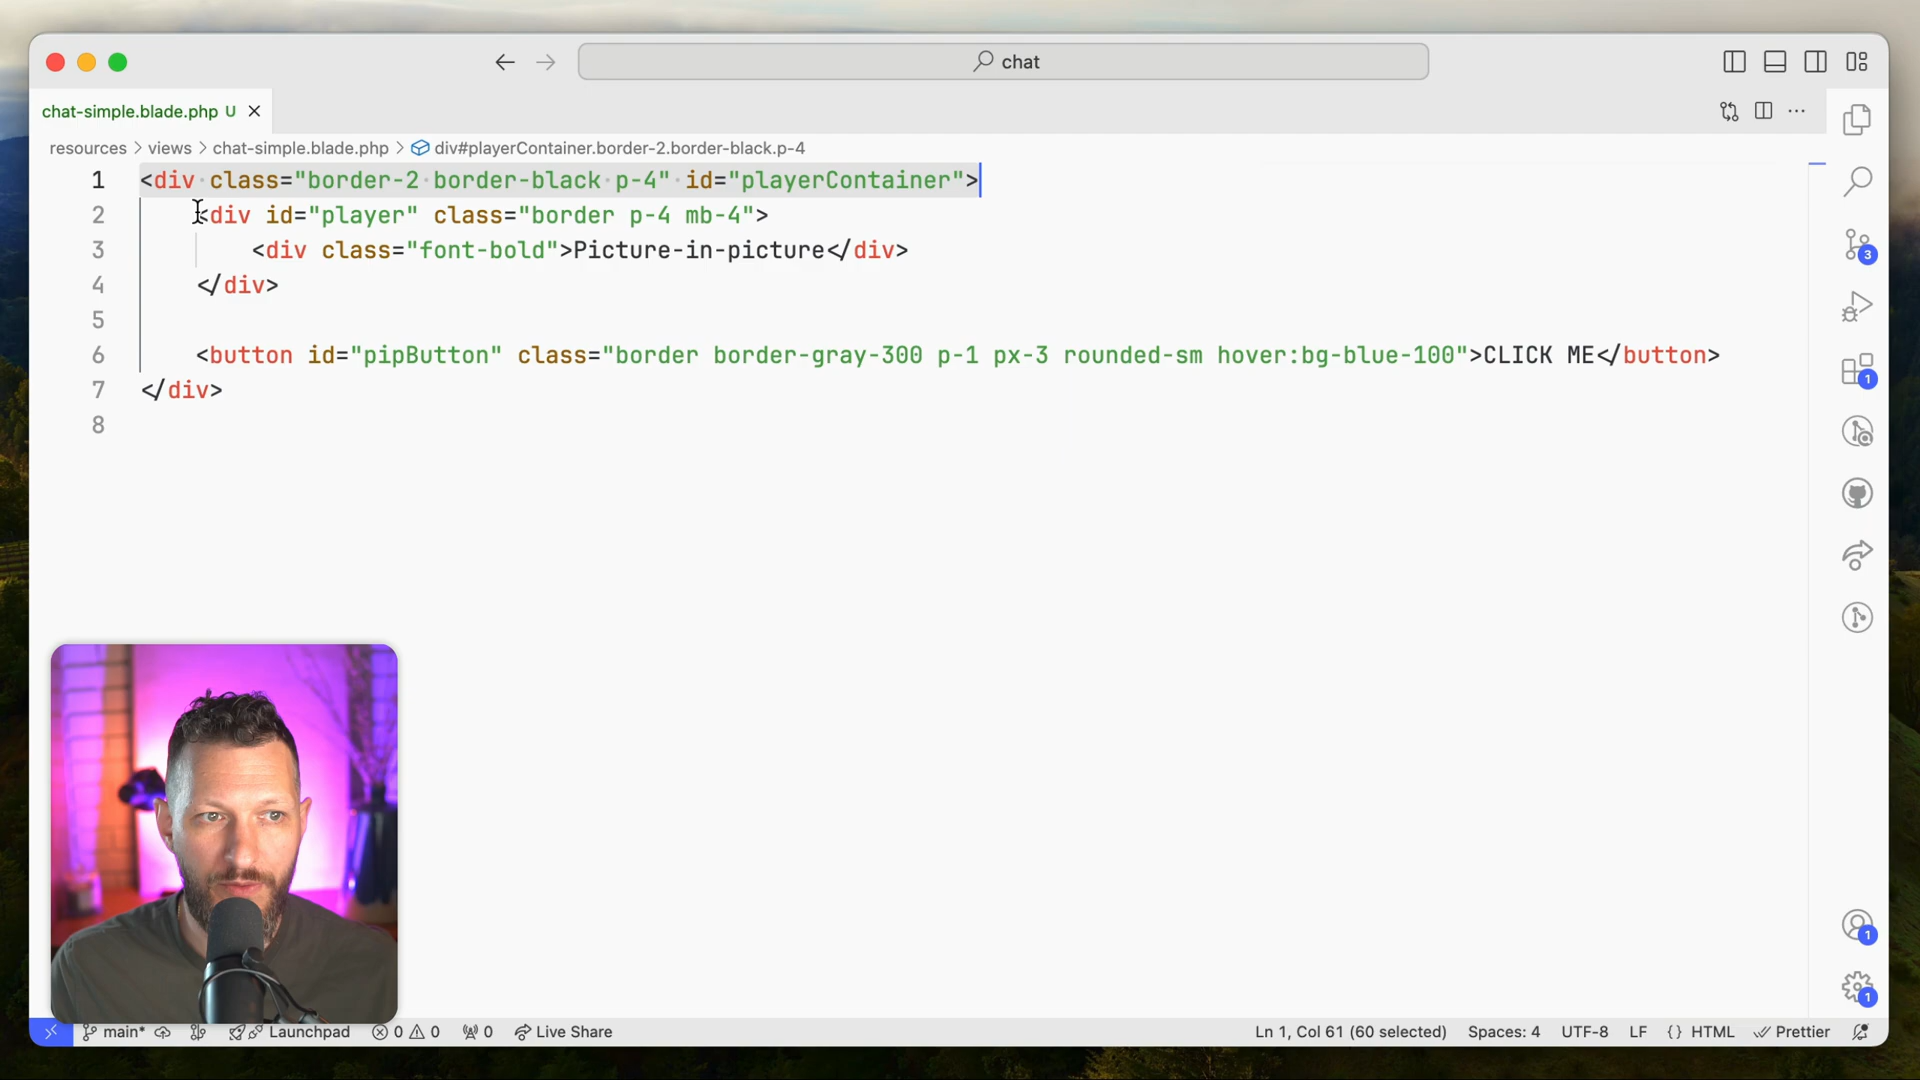 chat
chat-simple.blade.php U
resources > views > chat-simple.blade.php > div#playerContainer.border-2.border-black.p-4
1 <div class="border-2 border-black p-4" id="playerContainer">
2 <div id="player" class="border p-4 mb-4">
3 <div class="font-bold">Picture-in-picture</div>
4 </div>
5
6 <button id="pipButton" class="border border-gray-300 p-1 px-3 rounded-sm hover:bg-blue-100">CLICK ME</button>
7 </div>
8
3
1
1
1
main* Launchpad 0 0 0 Live Share Ln 1, Col 61 (60 selected) Spaces: 4 UTF-8 LF {} HTML Prettier